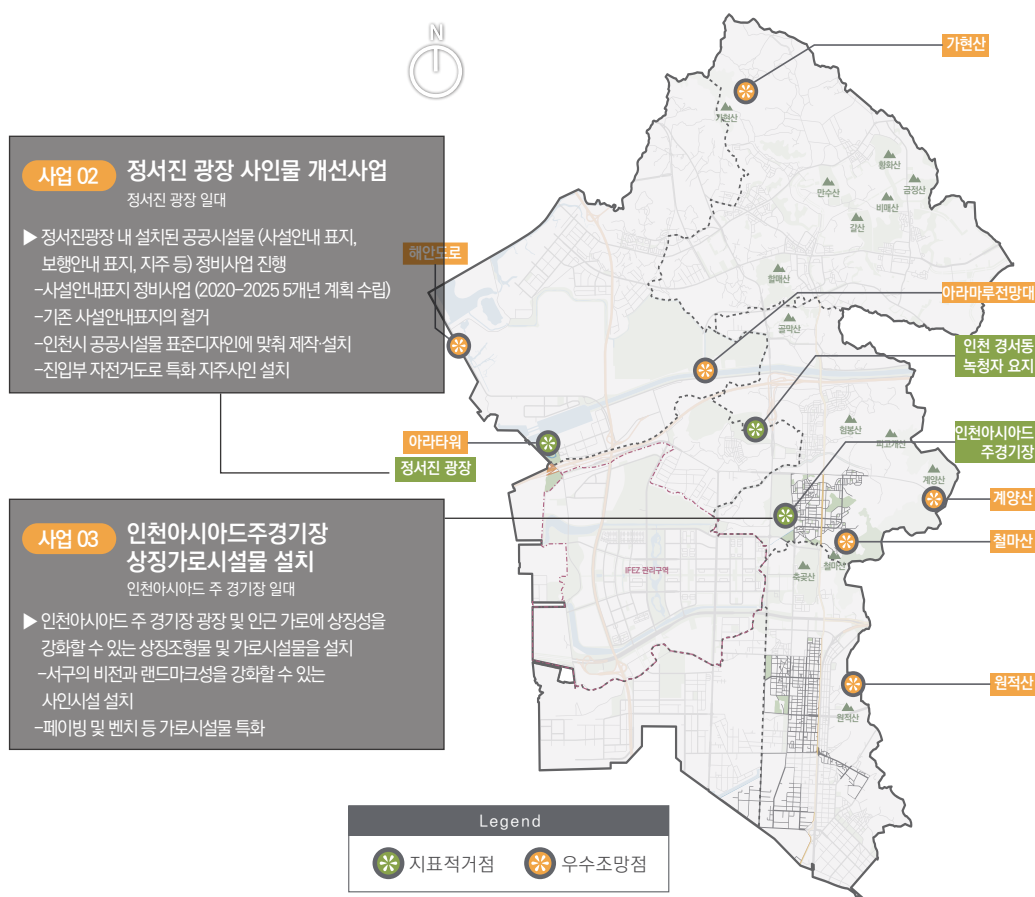 N
가현산
사업 02
정서진 광장 사인물 개선사업
정서진 광장 일대
▶ 정서진광장 내 설치된 공공시설물 (사설안내 표지,
보행안내 표지, 지주 등) 정비사업 진행
-사설안내표지 정비사업 (2020-2025 5개년 계획 수립)
-기존 사설안내표지의 철거
-인천시 공공시설물 표준디자인에 맞춰 제작·설치
-진입부 자전거도로 특화 지주사인 설치
해안도로
가현산
황화산
금정산
만수산
비매산
갈산
할매산
골막산
아라마루전망대
인천 경서동
녹청자 요지
아라타워
정서진 광장
험봉산
피고개산
인천아시아드
주경기장
계양산
계양산
철마산
철마산
축곶산
IFEZ 관리구역
원적산
원적산
사업 03
인천아시아드주경기장
상징가로시설물 설치
인천아시아드 주 경기장 일대
▶ 인천아시아드 주 경기장 광장 및 인근 가로에 상징성을
강화할 수 있는 상징조형물 및 가로시설물을 설치
-서구의 비전과 랜드마크성을 강화할 수 있는
사인시설 설치
-페이빙 및 벤치 등 가로시설물 특화
Legend
지표적거점
우수조망점